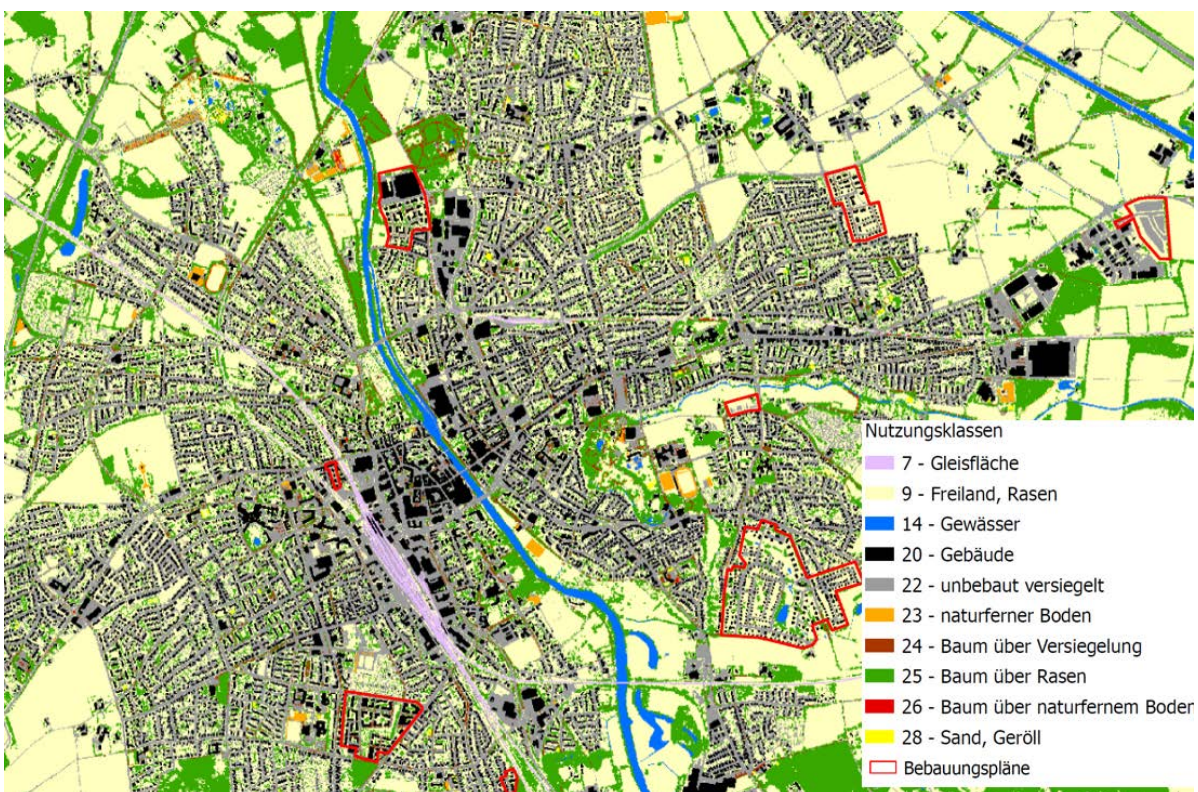 Nutzungsklassen
7 - Gleisfläche
9 - Freiland, Rasen
14 - Gewässer
20 - Gebäude
22 - unbebaut versiegelt
23 - naturferner Boden
24 - Baum über Versiegelung
25 - Baum über Rasen
26 - Baum über naturfernem Boden
28 - Sand, Geröll
Bebauungspläne